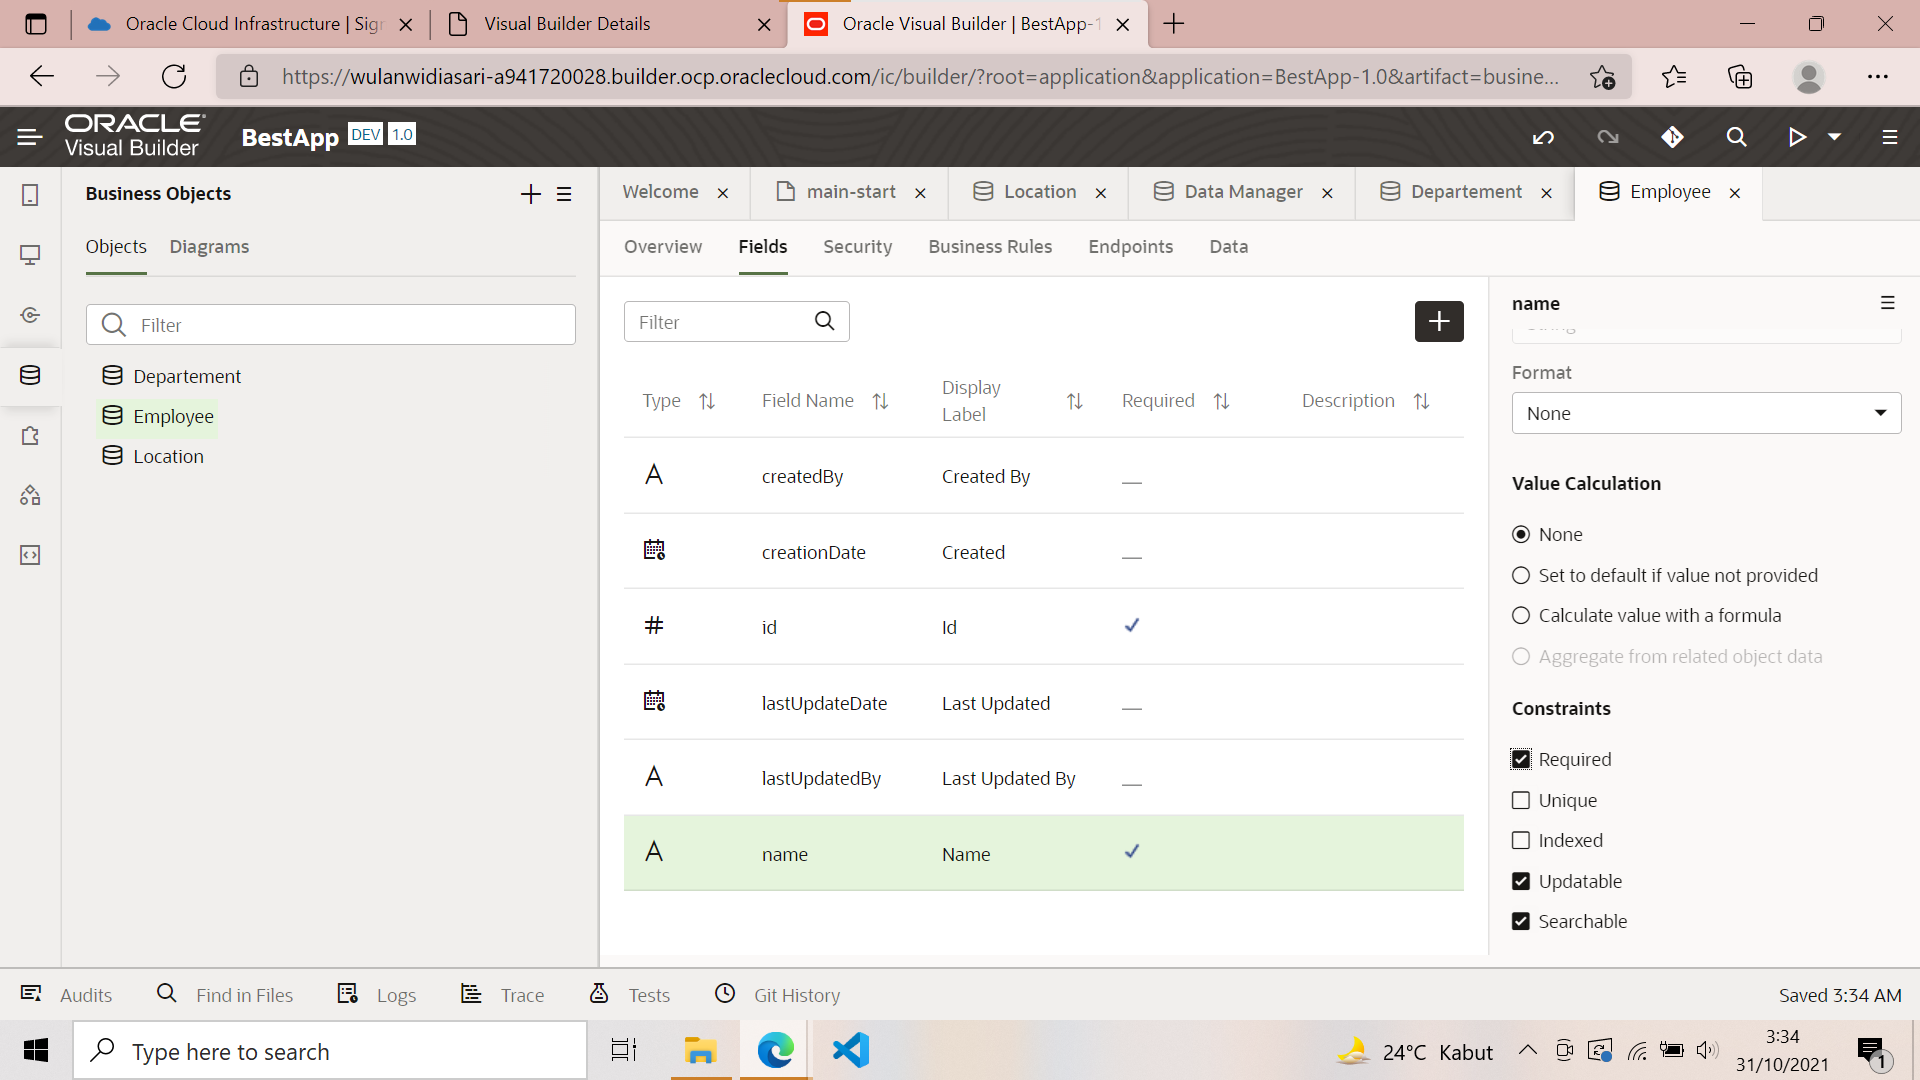 Oracle Cloud Infrastructure | Sign
Visual Builder Details
Oracle Visual Builder | BestApp-1
https://wulanwidiasari-a941720028.builder.ocp.oraclecloud.com/ic/builder/?root=application&application=BestApp-1.0&artifact=busine...
ORACLE
Visual Builder
BestApp DEV 1.0
Business Objects
Welcome
main-start
Location
Data Manager
Departement
Employee
Objects
Diagrams
Overview
Fields
Security
Business Rules
Endpoints
Data
Filter
Departement
Employee
Location
Filter
Type
Field Name
Display
Label
Required
Description
createdBy
Created By
creationDate
Created
id
Id
lastUpdateDate
Last Updated
lastUpdatedBy
Last Updated By
name
Name
name
String
Format
None
Value Calculation
None
Set to default if value not provided
Calculate value with a formula
Aggregate from related object data
Constraints
Required
Unique
Indexed
Updatable
Searchable
Audits
Find in Files
Logs
Trace
Tests
Git History
Saved 3:34 AM
Type here to search
24°C Kabut
3:34
31/10/2021
1